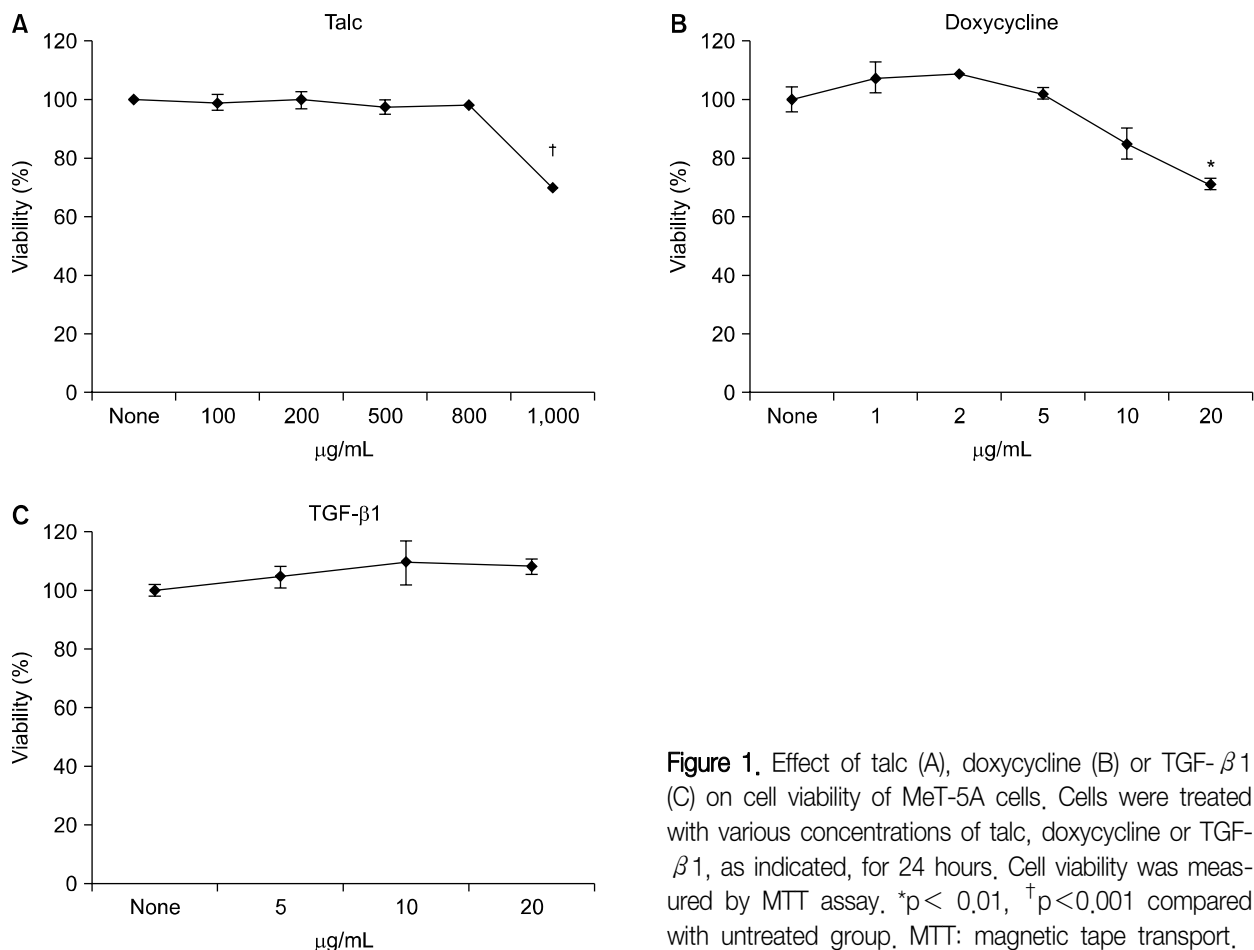 A
Talc
120
100
80
60
40
20
0
Viability (%)
†
None 100 200 500 800 1,000
μg/mL
B
Doxycycline
120
100
80
60
40
20
0
Viability (%)
*
None 1 2 5 10 20
μg/mL
C
TGF-β1
120
100
80
60
40
20
0
Viability (%)
None 5 10 20
μg/mL
Figure 1. Effect of talc (A), doxycycline (B) or TGF-β1
(C) on cell viability of MeT-5A cells. Cells were treated
with various concentrations of talc, doxycycline or TGF-
β1, as indicated, for 24 hours. Cell viability was meas-
ured by MTT assay. *p< 0.01, †p<0.001 compared
with untreated group. MTT: magnetic tape transport.